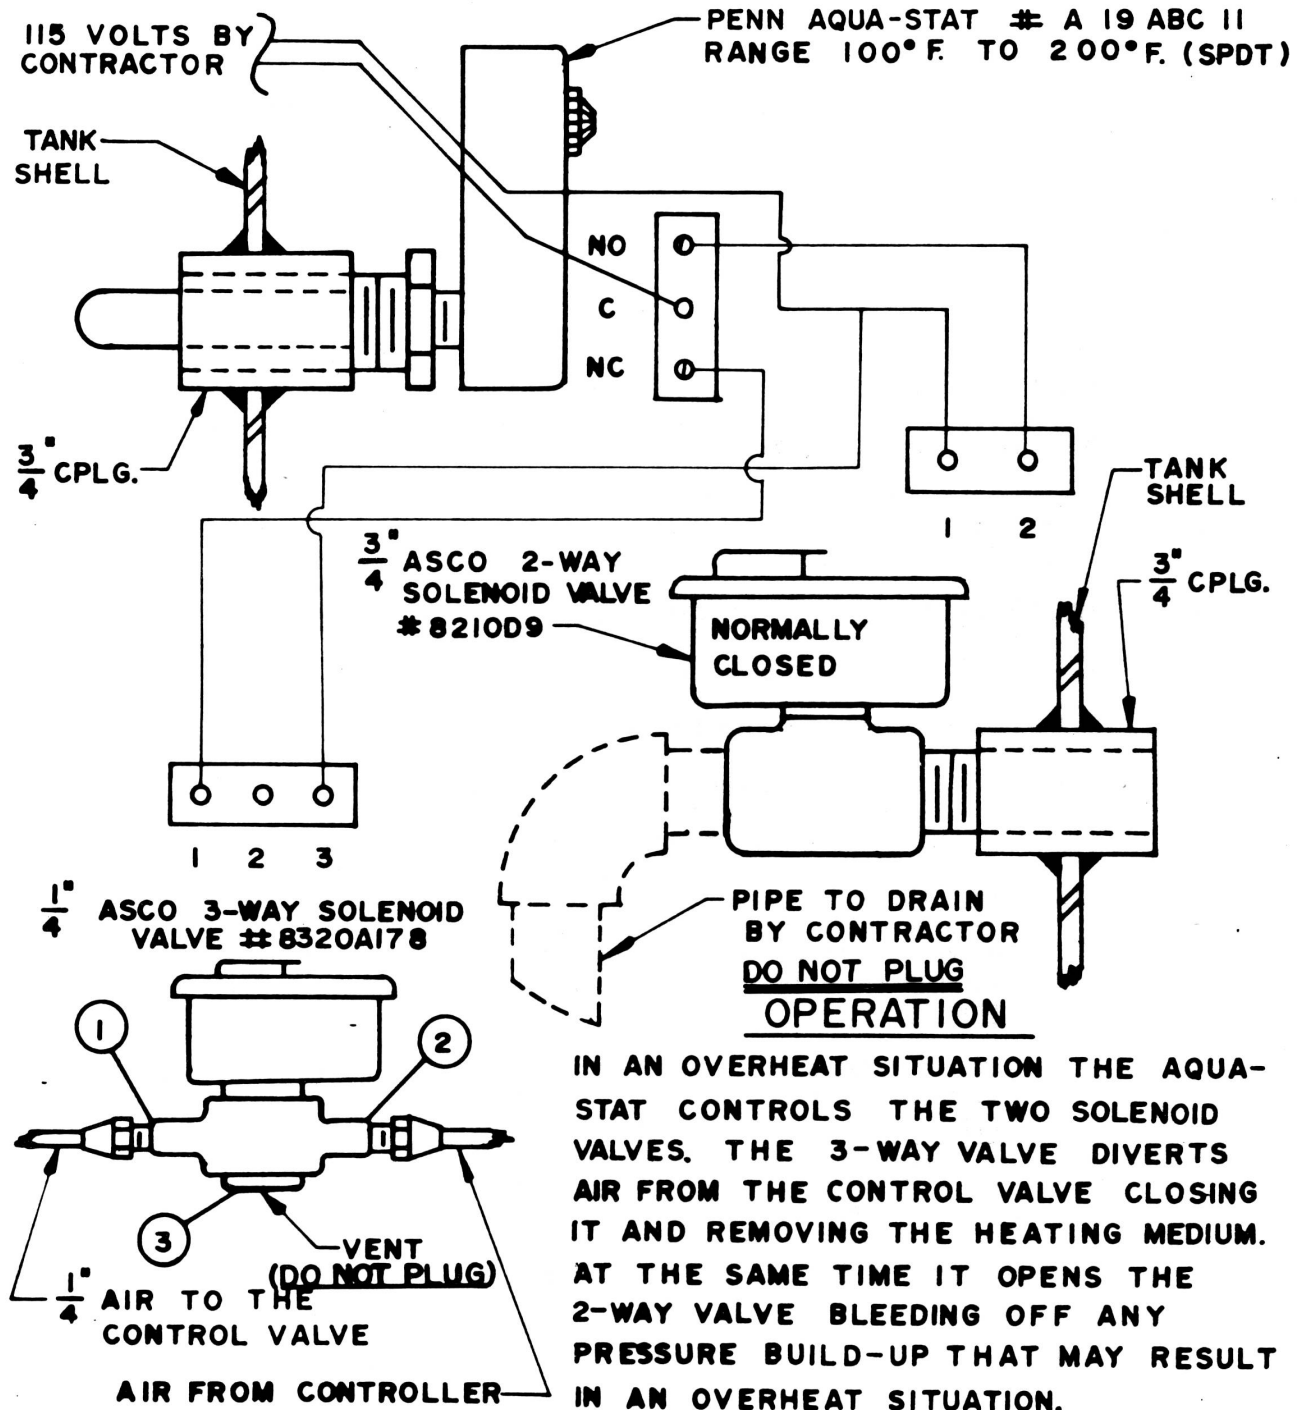 115 VOLTS BY
CONTRACTOR
PENN AQUA-STAT # A 19 ABC 11
RANGE 100°F. TO 200°F. (SPDT)
TANK
SHELL
NO
C
NC
3/4" CPLG.
1 2
TANK
SHELL
3/4" CPLG.
3/4" ASCO 2-WAY
SOLENOID VALVE
# 8210D9
NORMALLY
CLOSED
1 2 3
1/4" ASCO 3-WAY SOLENOID
VALVE # 8320A178
PIPE TO DRAIN
BY CONTRACTOR
DO NOT PLUG
1
2
3
VENT
(DO NOT PLUG)
1/4" AIR TO THE
CONTROL VALVE
AIR FROM CONTROLLER
OPERATION
IN AN OVERHEAT SITUATION THE AQUA-
STAT CONTROLS THE TWO SOLENOID
VALVES. THE 3-WAY VALVE DIVERTS
AIR FROM THE CONTROL VALVE CLOSING
IT AND REMOVING THE HEATING MEDIUM.
AT THE SAME TIME IT OPENS THE
2-WAY VALVE BLEEDING OFF ANY
PRESSURE BUILD-UP THAT MAY RESULT
IN AN OVERHEAT SITUATION.